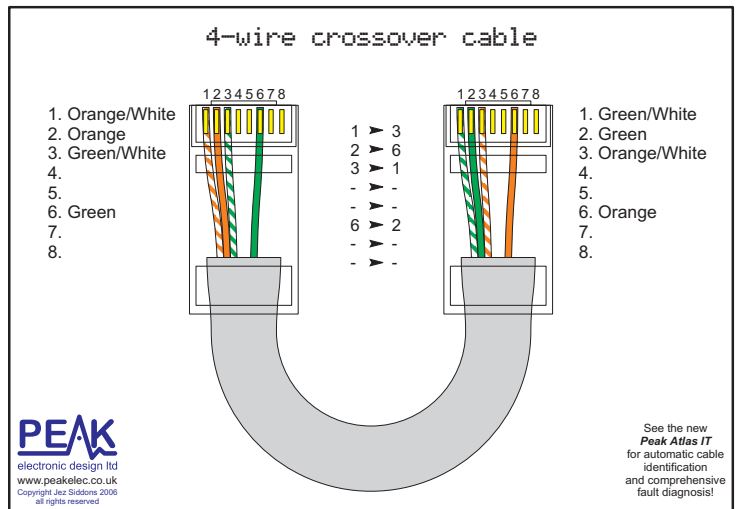 4-wire crossover cable
12345678
1. Orange/White
2. Orange
3. Green/White
4.
5.
6. Green
7.
8.
1 ➤ 3
2 ➤ 6
3 ➤ 1
- ➤ -
- ➤ -
6 ➤ 2
- ➤ -
- ➤ -
12345678
1. Green/White
2. Green
3. Orange/White
4.
5.
6. Orange
7.
8.
PEAK
electronic design ltd
www.peakelec.co.uk
Copyright Jez Siddons 2006
all rights reserved
See the new
Peak Atlas IT
for automatic cable
identification
and comprehensive
fault diagnosis!